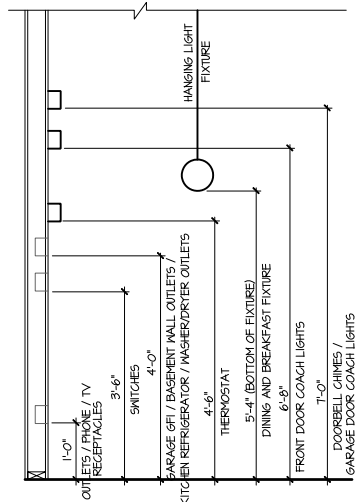 HANGING LIGHT
FIXTURE
1'-0"
OUTLETS / PHONE / TV
RECEPTACLES
3'-6"
SWITCHES
4'-0"
GARAGE GFI / BASEMENT WALL OUTLETS /
KITCHEN REFRIGERATOR / WASHER/DRYER OUTLETS
4'-6"
THERMOSTAT
5'-4" (BOTTOM OF FIXTURE)
DINING AND BREAKFAST FIXTURE
6'-8"
FRONT DOOR COACH LIGHTS
7'-0"
DOORBELL CHIMES /
GARAGE DOOR COACH LIGHTS